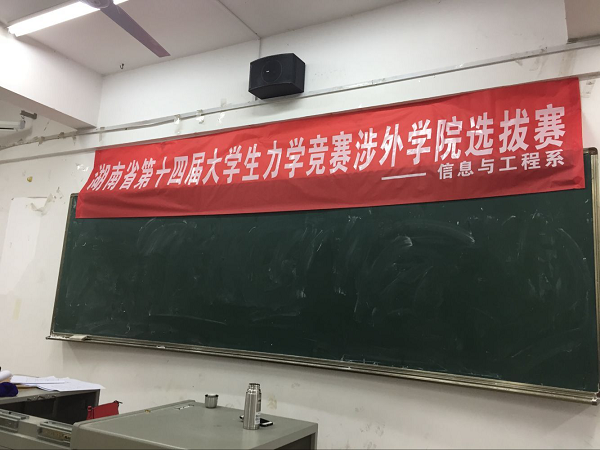 湖南省第十四届大学生力学竞赛涉外学院选拔赛
—— 信息与工程系